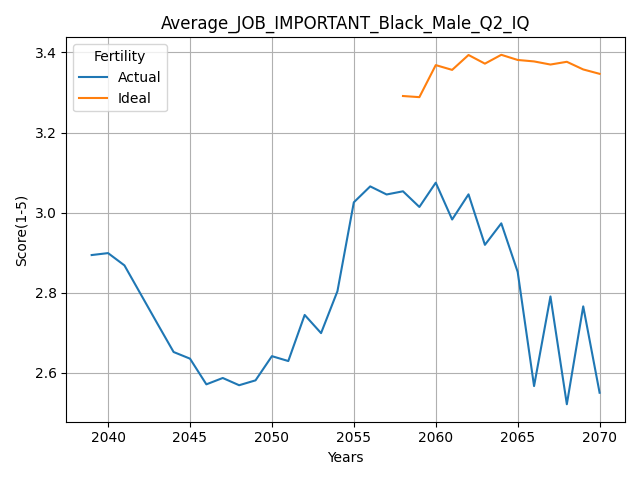 Average_JOB_IMPORTANT_Black_Male_Q2_IQ
Fertility
Actual
Ideal
3.4
3.2
3.0
2.8
2.6
Score(1-5)
2040 2045 2050 2055 2060 2065 2070
Years